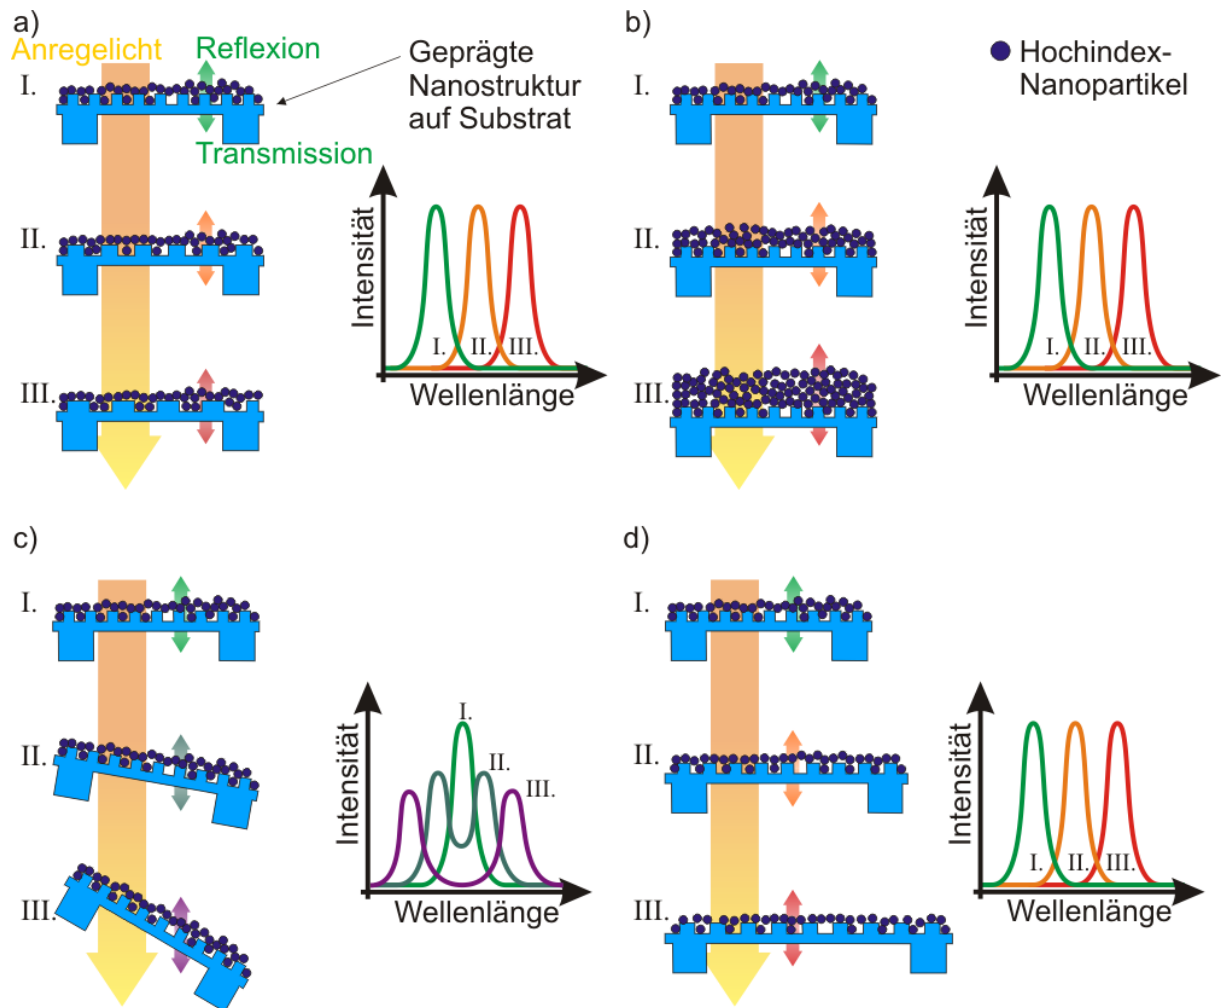 a)
Anregelicht
Reflexion
Geprägte
Nanostruktur
auf Substrat
I.
Transmission
II.
III.
Intensität
I.
II.
III.
Wellenlänge
b)
Hochindex-
Nanopartikel
I.
II.
III.
Intensität
I.
II.
III.
Wellenlänge
c)
I.
II.
III.
Intensität
I.
II.
III.
Wellenlänge
d)
I.
II.
III.
Intensität
I.
II.
III.
Wellenlänge